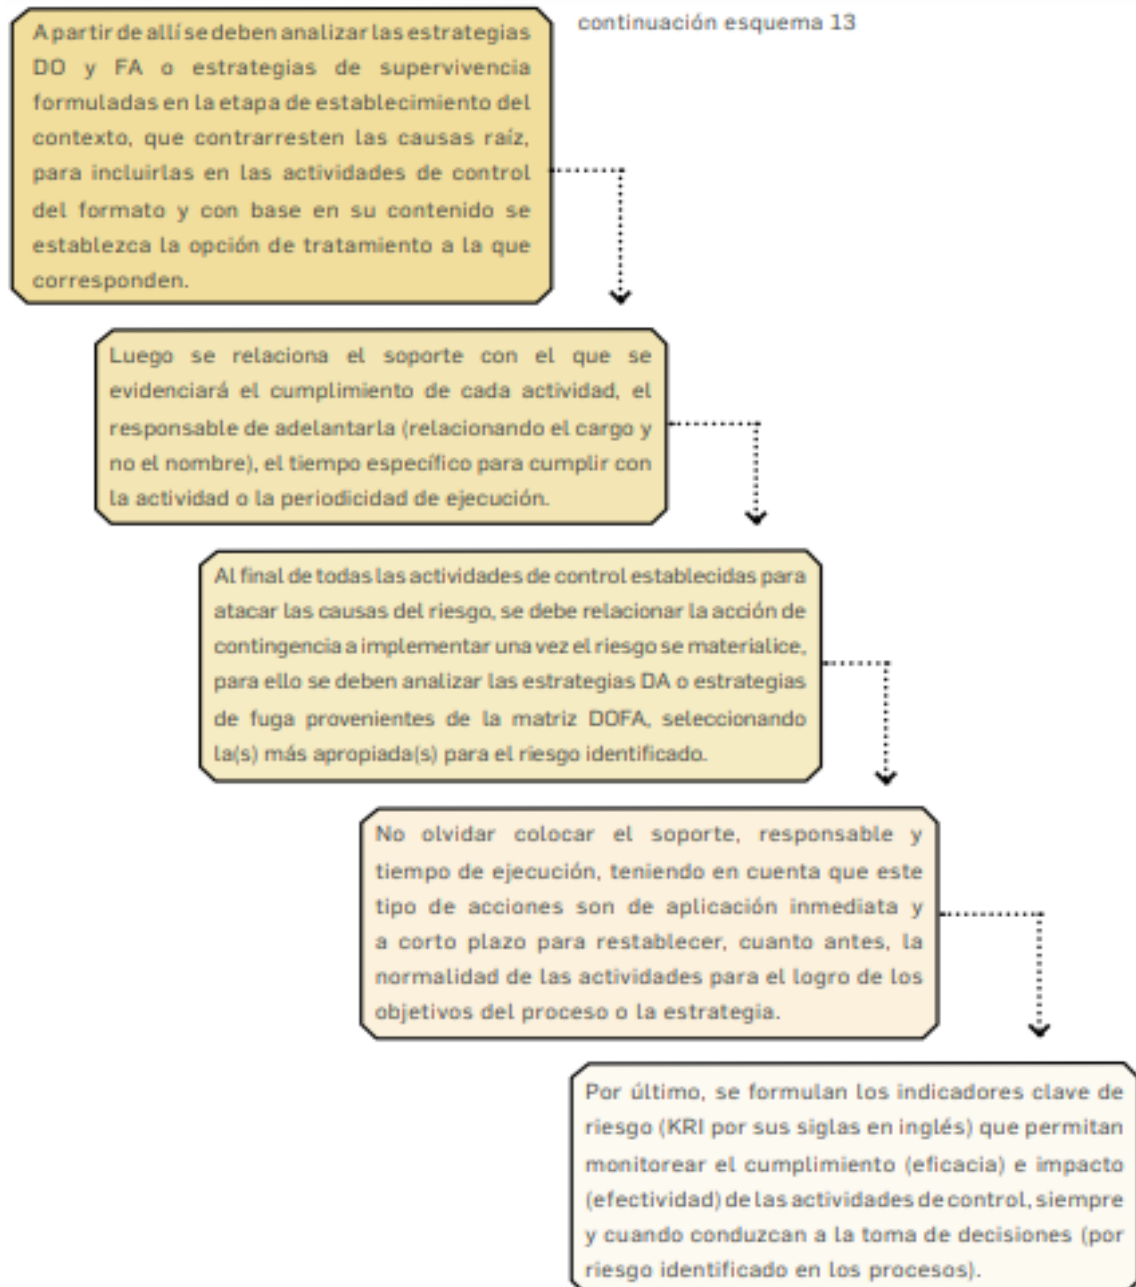 continuación esquema 13
A partir de allí se deben analizar las estrategias
DO y FA o estrategias de supervivencia
formuladas en la etapa de establecimiento del
contexto, que contrarresten las causas raíz,
para incluirlas en las actividades de control
del formato y con base en su contenido se
establezca la opción de tratamiento a la que
corresponden.
Luego se relaciona el soporte con el que se
evidenciará el cumplimiento de cada actividad, el
responsable de adelantarla (relacionando el cargo y
no el nombre), el tiempo específico para cumplir con
la actividad o la periodicidad de ejecución.
Al final de todas las actividades de control establecidas para
atacar las causas del riesgo, se debe relacionar la acción de
contingencia a implementar una vez el riesgo se materialice,
para ello se deben analizar las estrategias DA o estrategias
de fuga provenientes de la matriz DOFA, seleccionando
la(s) más apropiada(s) para el riesgo identificado.
No olvidar colocar el soporte, responsable y
tiempo de ejecución, teniendo en cuenta que este
tipo de acciones son de aplicación inmediata y
a corto plazo para restablecer, cuanto antes, la
normalidad de las actividades para el logro de los
objetivos del proceso o la estrategia.
Por último, se formulan los indicadores clave de
riesgo (KRI por sus siglas en inglés) que permitan
monitorear el cumplimiento (eficacia) e impacto
(efectividad) de las actividades de control, siempre
y cuando conduzcan a la toma de decisiones (por
riesgo identificado en los procesos).